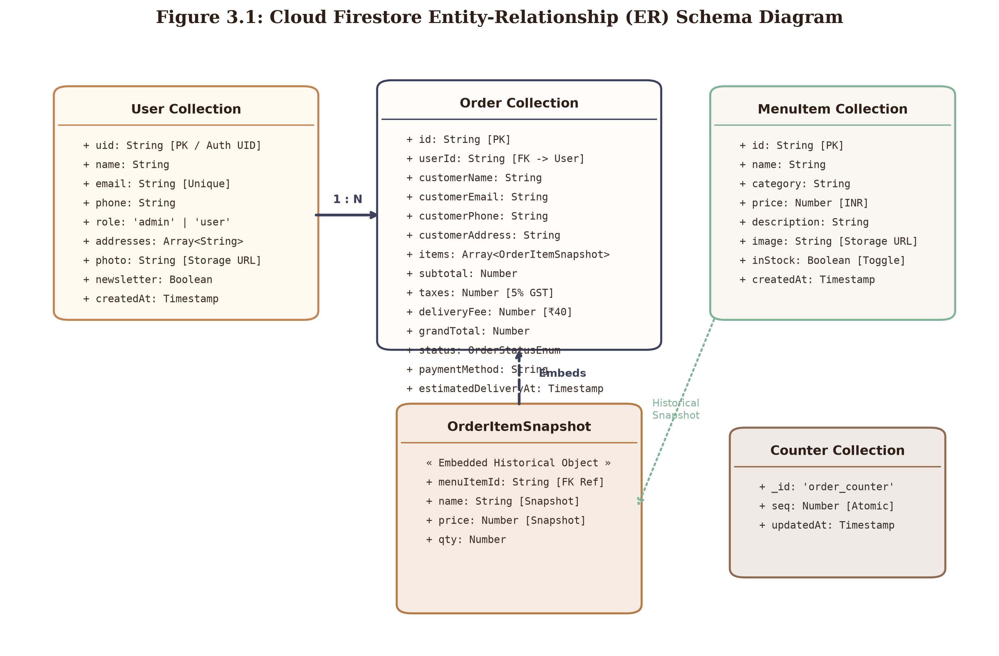 Figure 3.1: Cloud Firestore Entity-Relationship (ER) Schema Diagram
User Collection
+ uid: String [PK / Auth UID]
+ name: String
+ email: String [Unique]
+ phone: String
+ role: 'admin' | 'user'
+ addresses: Array<String>
+ photo: String [Storage URL]
+ newsletter: Boolean
+ createdAt: Timestamp
1 : N
Order Collection
+ id: String [PK]
+ userId: String [FK -> User]
+ customerName: String
+ customerEmail: String
+ customerPhone: String
+ customerAddress: String
+ items: Array<OrderItemSnapshot>
+ subtotal: Number
+ taxes: Number [5% GST]
+ deliveryFee: Number [₹40]
+ grandTotal: Number
+ status: OrderStatusEnum
+ paymentMethod: String
+ estimatedDeliveryAt: Timestamp
Embeds
MenuItem Collection
+ id: String [PK]
+ name: String
+ category: String
+ price: Number [INR]
+ description: String
+ image: String [Storage URL]
+ inStock: Boolean [Toggle]
+ createdAt: Timestamp
Historical
Snapshot
OrderItemSnapshot
« Embedded Historical Object »
+ menuItemId: String [FK Ref]
+ name: String [Snapshot]
+ price: Number [Snapshot]
+ qty: Number
Counter Collection
+ _id: 'order_counter'
+ seq: Number [Atomic]
+ updatedAt: Timestamp